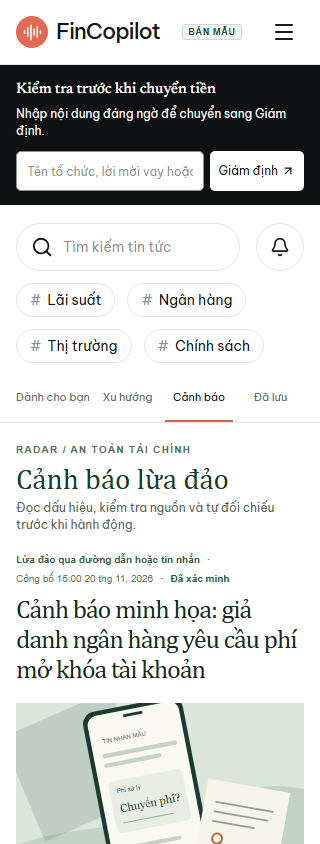 FinCopilot
BẢN MẪU
Kiểm tra trước khi chuyển tiền
Nhập nội dung đáng ngờ để chuyển sang Giám
định.
Tên tổ chức, lời mời vay hoặc
Giám định
Tìm kiếm tin tức
# Lãi suất
# Ngân hàng
# Thị trường
# Chính sách
Dành cho bạn
Xu hướng
Cảnh báo
Đã lưu
RADAR / AN TOÀN TÀI CHÍNH
Cảnh báo lừa đảo
Đọc dấu hiệu, kiểm tra nguồn và tự đối chiếu
trước khi hành động.
Lừa đảo qua đường dẫn hoặc tin nhắn ·
Công bố 15:00 20 thg 11, 2026 · Đã xác minh
Cảnh báo minh họa: giả
danh ngân hàng yêu cầu phí
mở khóa tài khoản
TIN NHẮN MẪU
Phí xử lý
Chuyển phí?